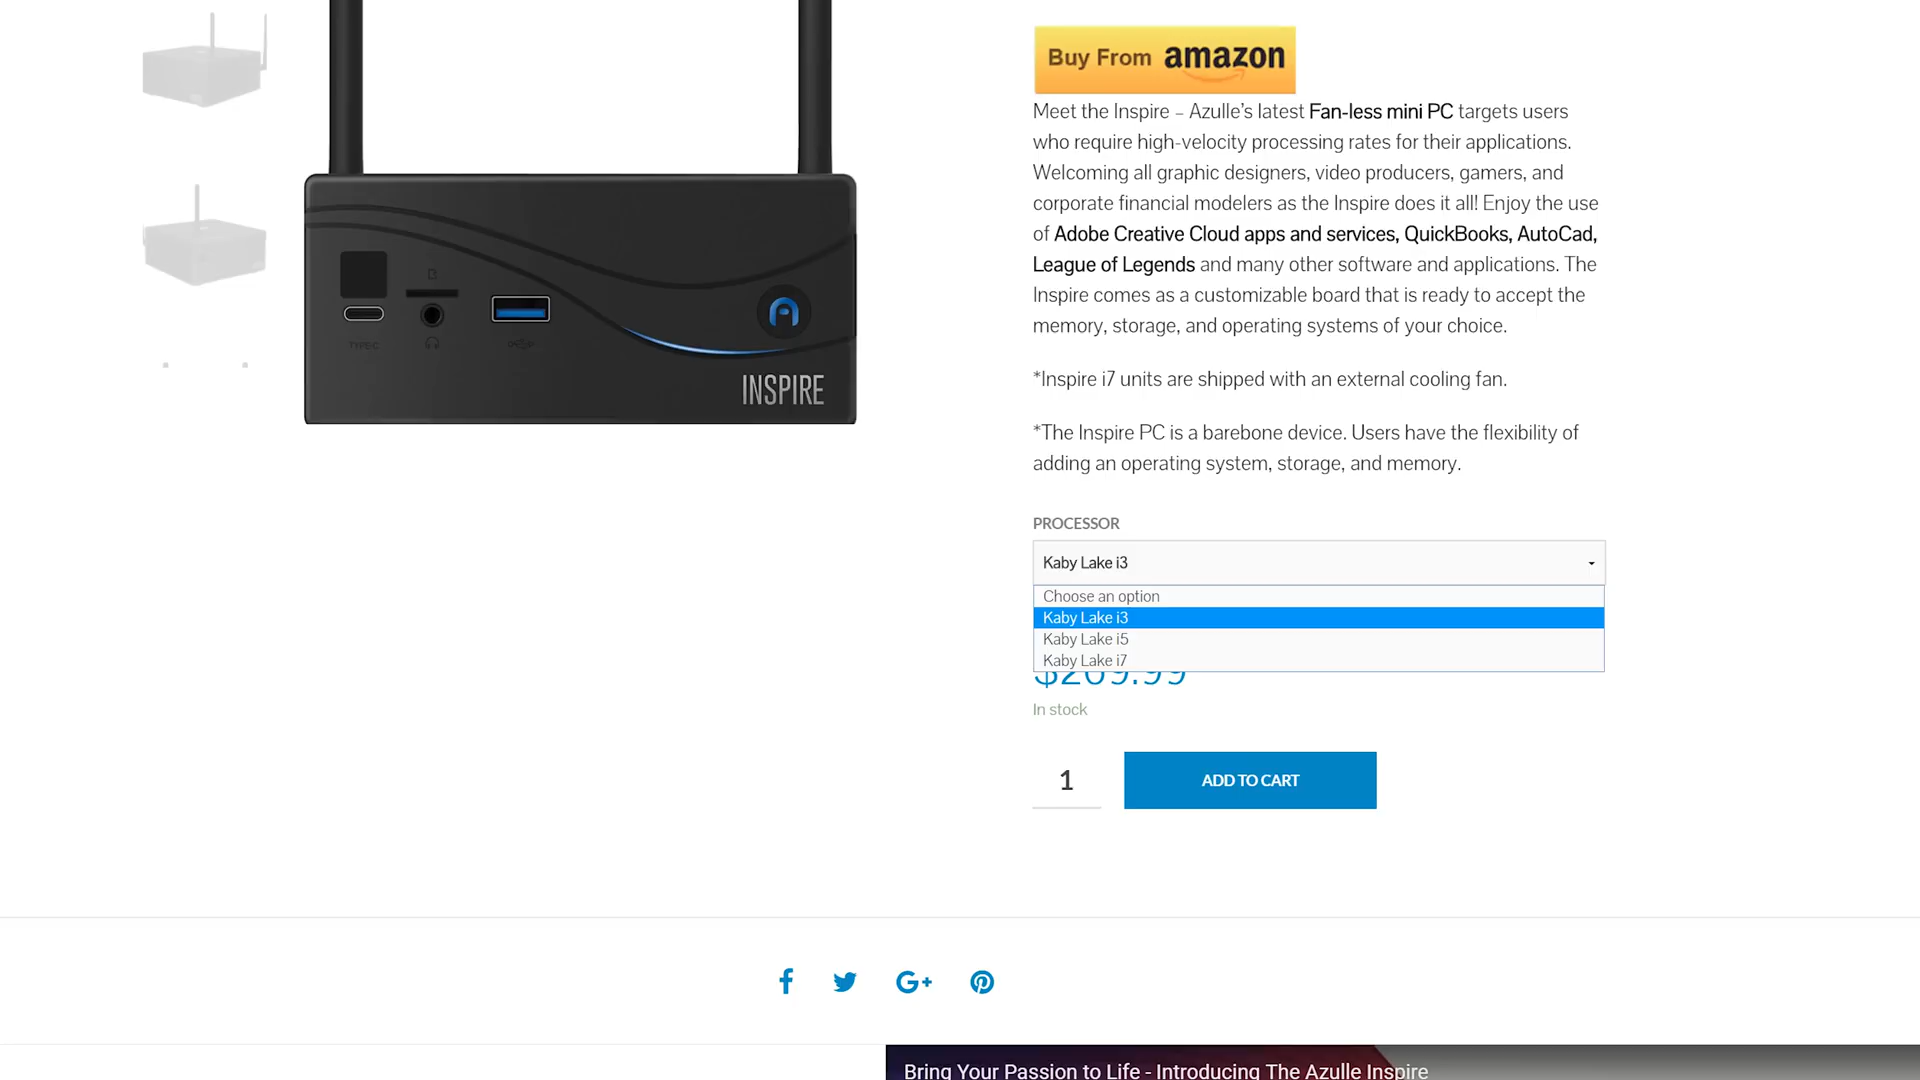 Buy From amazon
Meet the Inspire – Azulle’s latest Fan-less mini PC targets users
who require high-velocity processing rates for their applications.
Welcoming all graphic designers, video producers, gamers, and
corporate financial modelers as the Inspire does it all! Enjoy the use
of Adobe Creative Cloud apps and services, QuickBooks, AutoCad,
League of Legends and many other software and applications. The
Inspire comes as a customizable board that is ready to accept the
memory, storage, and operating systems of your choice.
*Inspire i7 units are shipped with an external cooling fan.
*The Inspire PC is a barebone device. Users have the flexibility of
adding an operating system, storage, and memory.
TYPE-C
INSPIRE
PROCESSOR
Kaby Lake i3
Choose an option
Kaby Lake i3
Kaby Lake i5
Kaby Lake i7
In stock
1
ADD TO CART
Bring Your Passion to Life - Introducing The Azulle Inspire